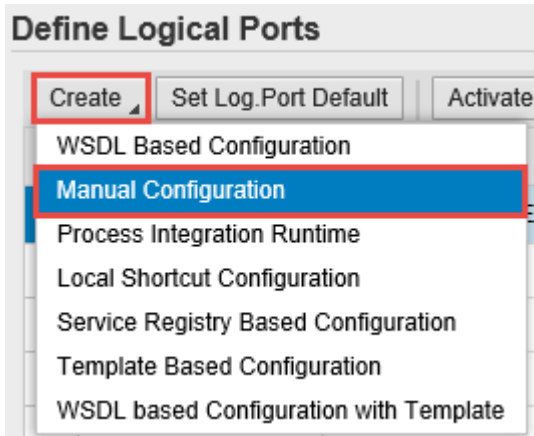 Define Logical Ports
Create Set Log.Port Default Activate
WSDL Based Configuration
Manual Configuration
Process Integration Runtime
Local Shortcut Configuration
Service Registry Based Configuration
Template Based Configuration
WSDL based Configuration with Template